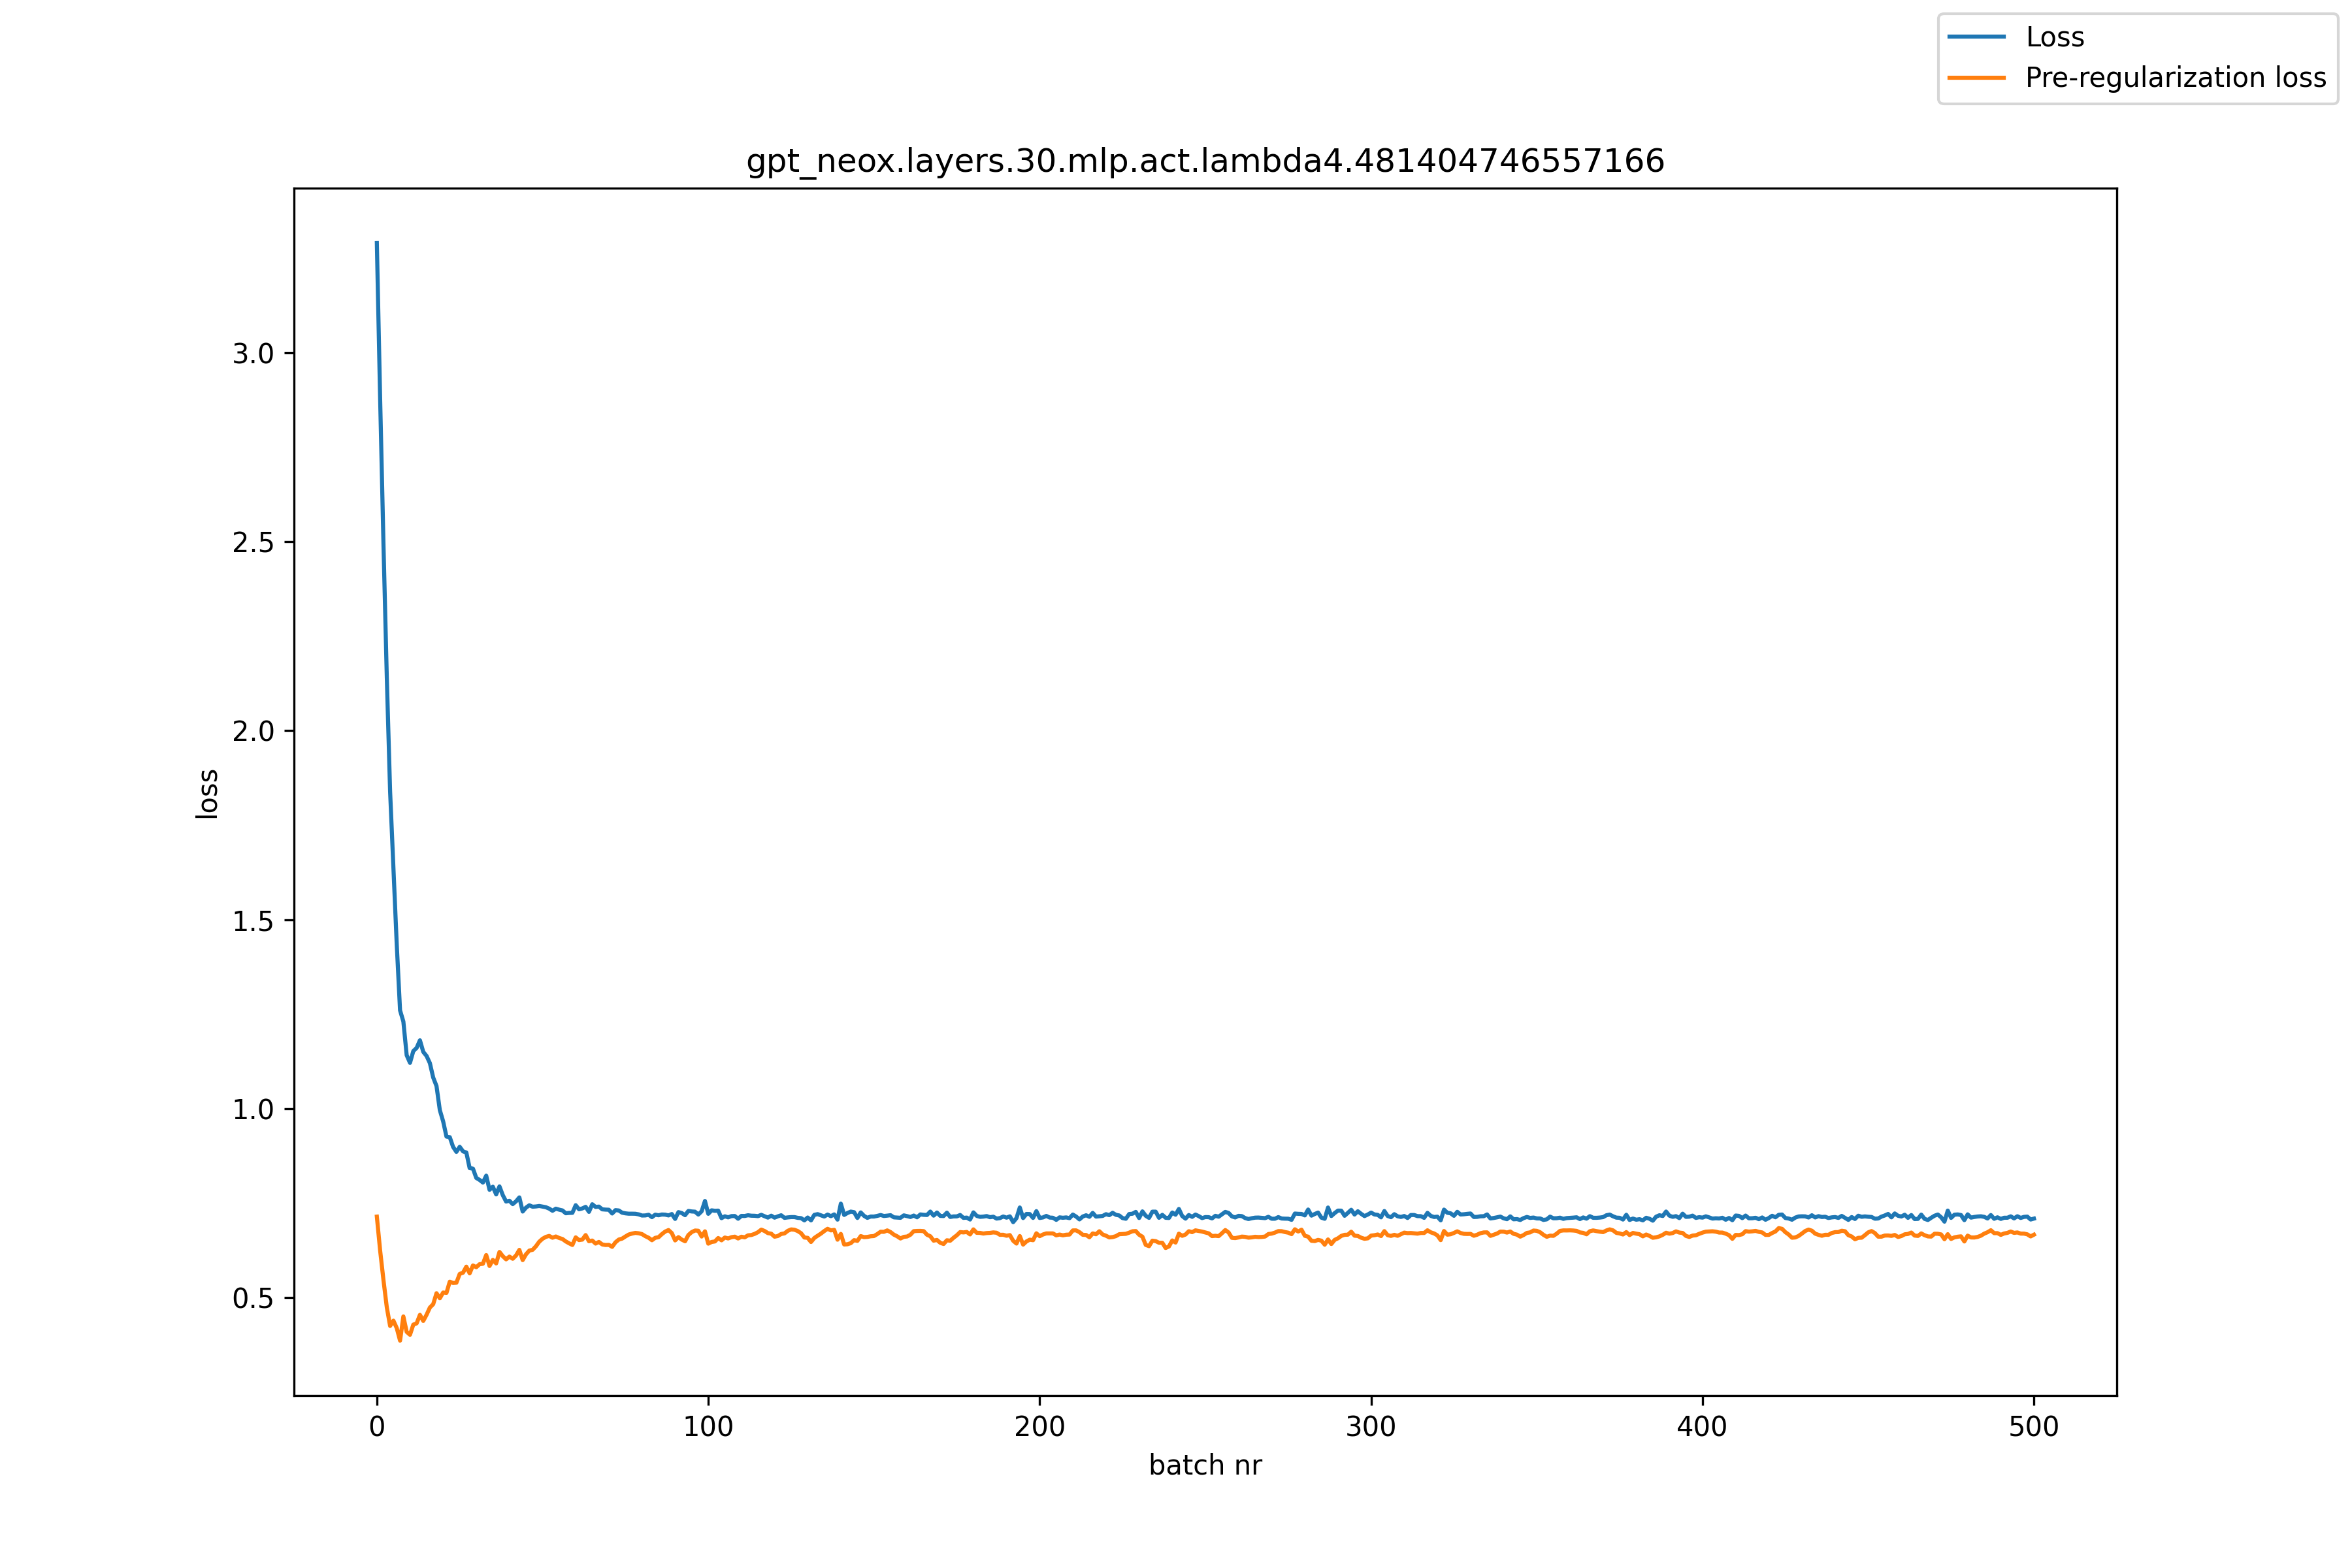 Loss
Pre-regularization loss
gpt_neox.layers.30.mlp.act.lambda4.481404746557166
3.0
2.5
2.0
1.5
1.0
0.5
loss
0 100 200 300 400 500
batch nr